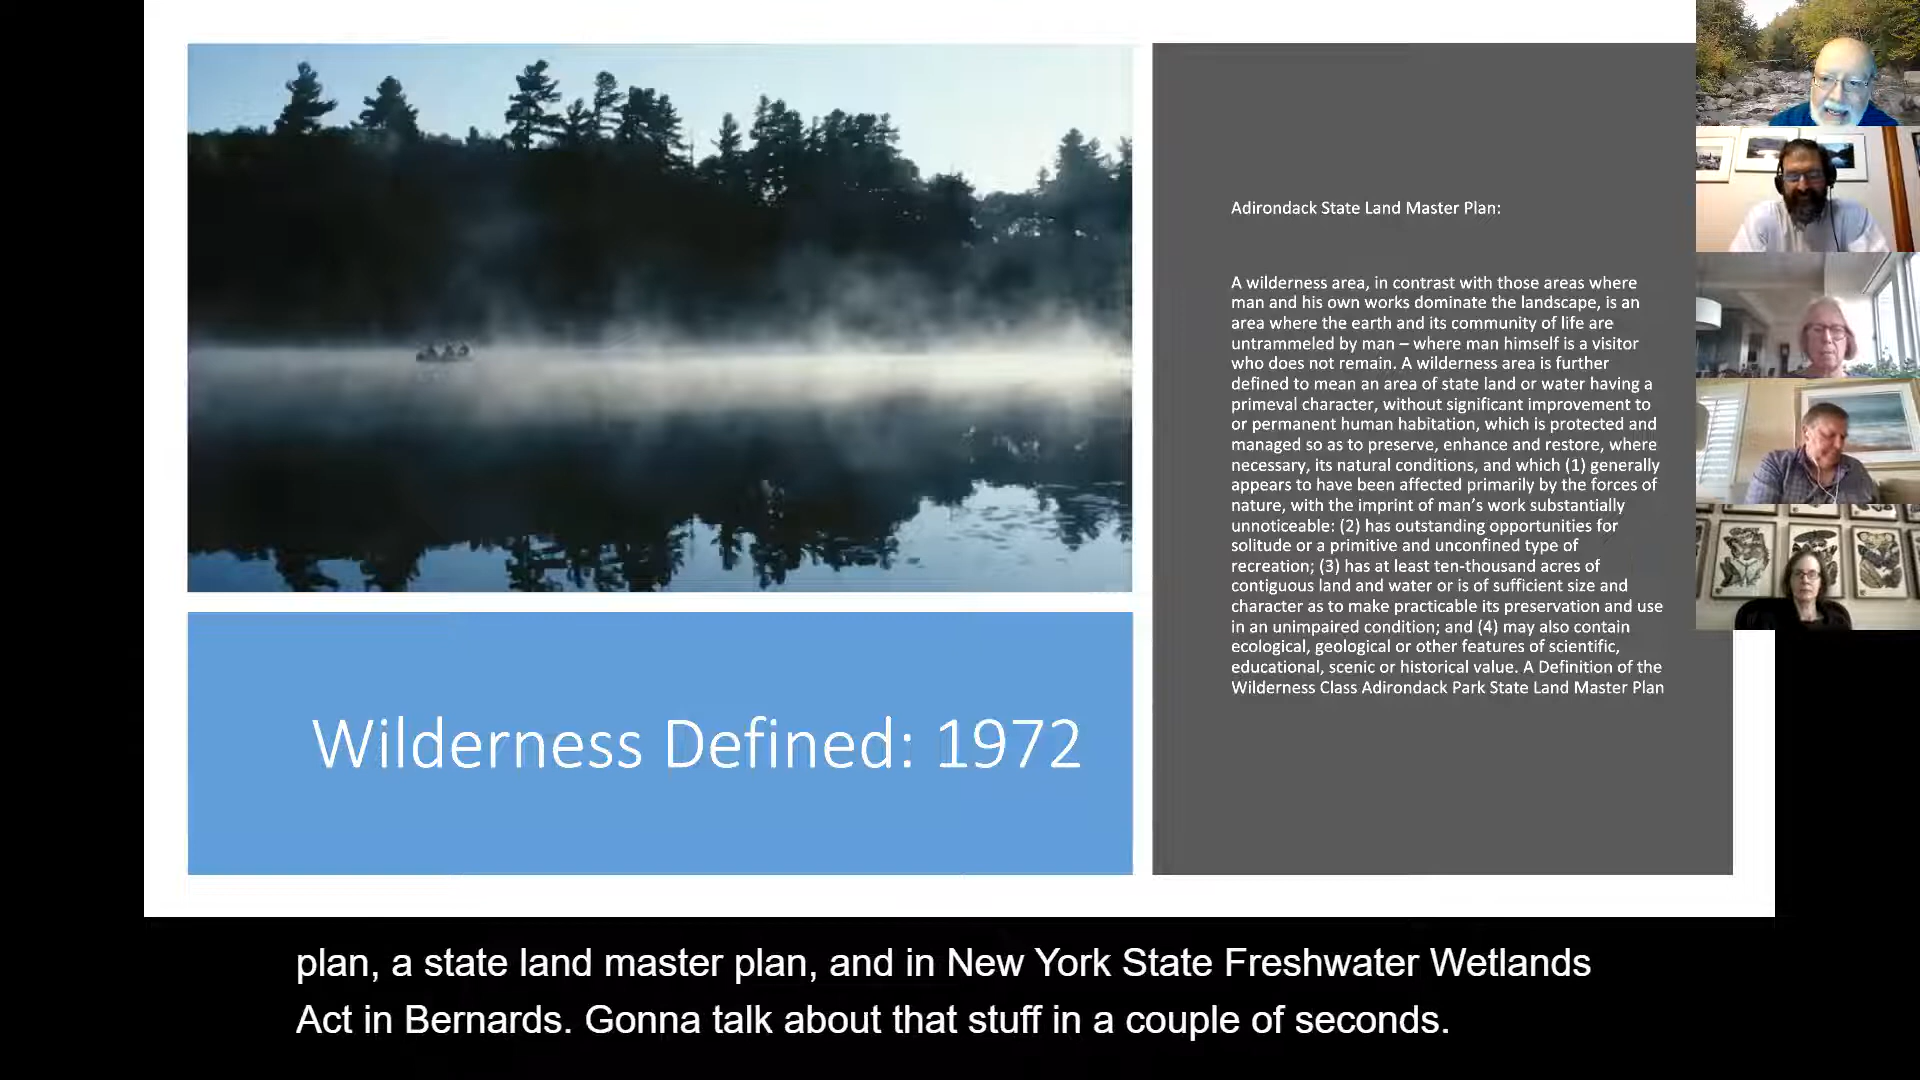 Adirondack State Land Master Plan:
A wilderness area, in contrast with those areas where
man and his own works dominate the landscape, is an
area where the earth and its community of life are
untrammeled by man – where man himself is a visitor
who does not remain. A wilderness area is further
defined to mean an area of state land or water having a
primeval character, without significant improvement to
or permanent human habitation, which is protected and
managed so as to preserve, enhance and restore, where
necessary, its natural conditions, and which (1) generally
appears to have been affected primarily by the forces of
nature, with the imprint of man’s work substantially
unnoticeable: (2) has outstanding opportunities for
solitude or a primitive and unconfined type of
recreation; (3) has at least ten-thousand acres of
contiguous land and water or is of sufficient size and
character as to make practicable its preservation and use
in an unimpaired condition; and (4) may also contain
ecological, geological or other features of scientific,
educational, scenic or historical value. A Definition of the
Wilderness Class Adirondack Park State Land Master Plan
Wilderness Defined: 1972
plan, a state land master plan, and in New York State Freshwater Wetlands
Act in Bernards. Gonna talk about that stuff in a couple of seconds.